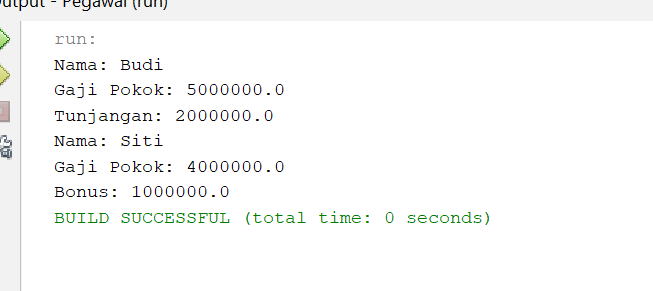 Output - Pegawai (run)
run:
Nama: Budi
Gaji Pokok: 5000000.0
Tunjangan: 2000000.0
Nama: Siti
Gaji Pokok: 4000000.0
Bonus: 1000000.0
BUILD SUCCESSFUL (total time: 0 seconds)